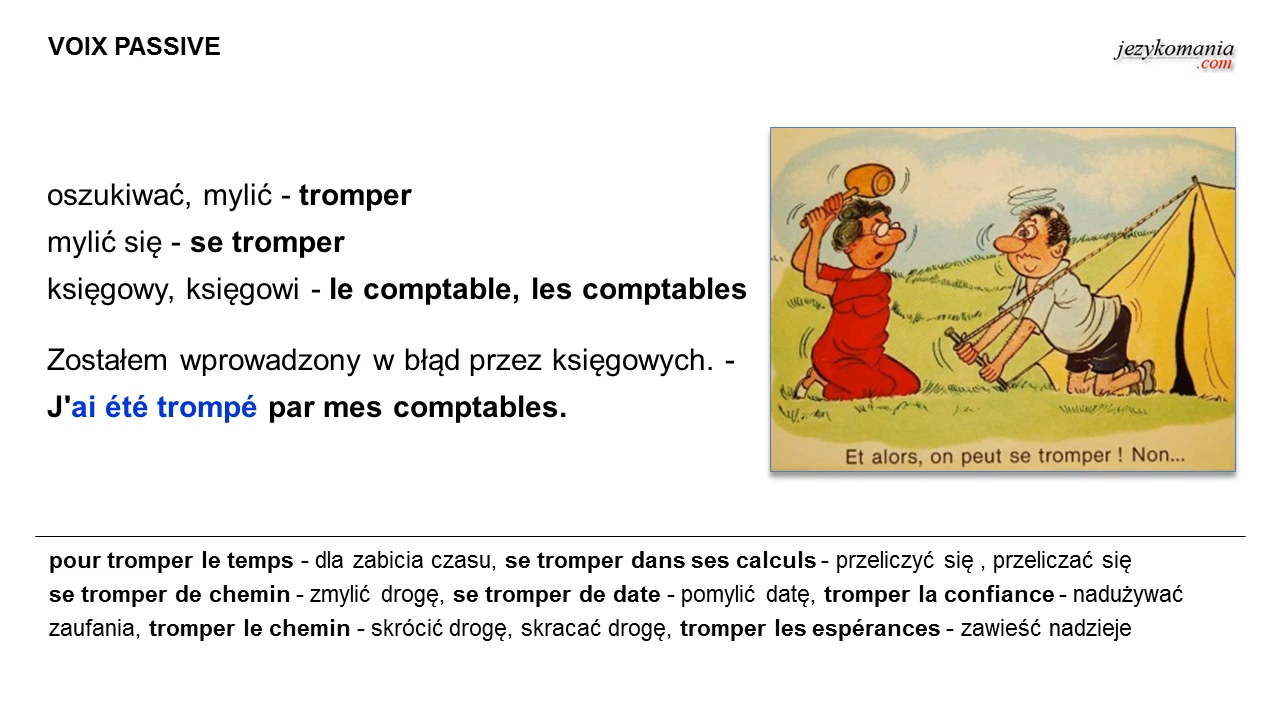 VOIX PASSIVE
jezykomania
.com
oszukiwać, mylić - tromper
mylić się - se tromper
księgowy, księgowi - le comptable, les comptables
Zostałem wprowadzony w błąd przez księgowych. -
J'ai été trompé par mes comptables.
Et alors, on peut se tromper ! Non...
pour tromper le temps - dla zabicia czasu, se tromper dans ses calculs - przeliczyć się , przeliczać się
se tromper de chemin - zmylić drogę, se tromper de date - pomylić datę, tromper la confiance - nadużywać
zaufania, tromper le chemin - skrócić drogę, skracać drogę, tromper les espérances - zawieść nadzieje